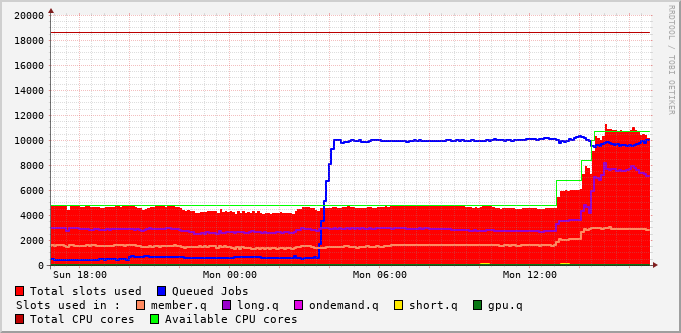 20000
18000
16000
14000
12000
10000
8000
6000
4000
2000
0
Sun 18:00 Mon 00:00 Mon 06:00 Mon 12:00
Total slots used Queued Jobs
Slots used in : member.q long.q ondemand.q short.q gpu.q
Total CPU cores Available CPU cores
RRDTOOL / TOBI OETIKER